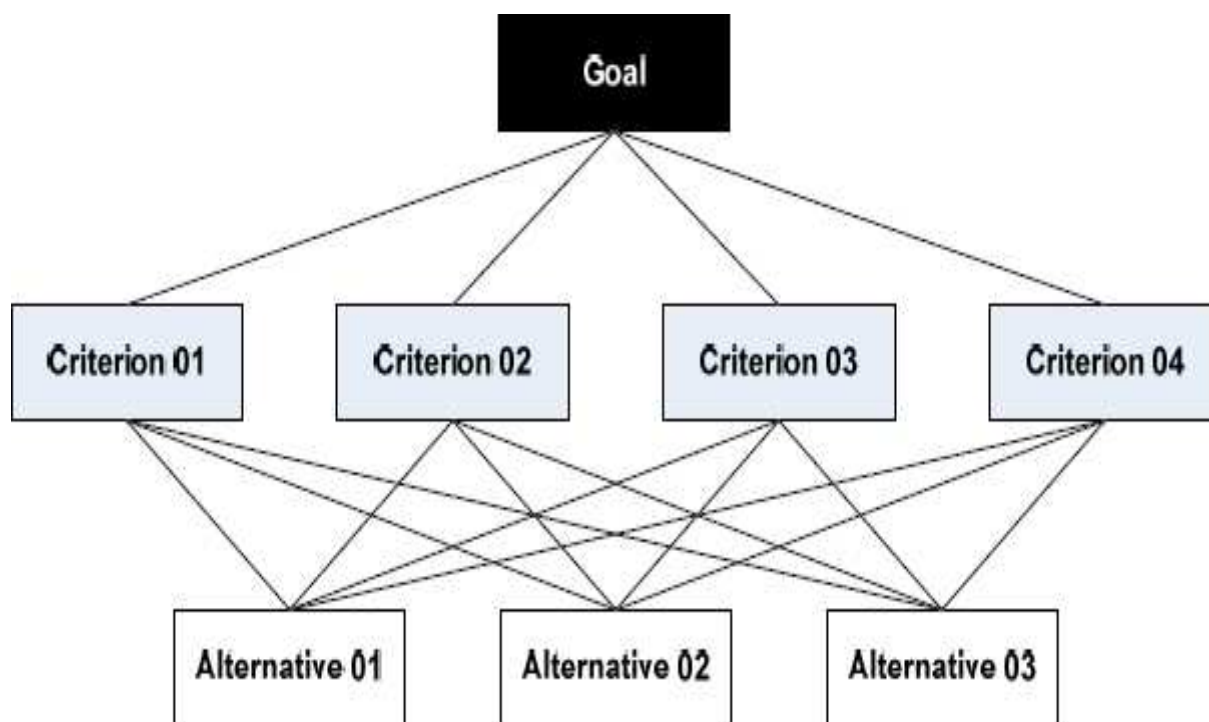 Goal
Criterion 01
Criterion 02
Criterion 03
Criterion 04
Alternative 01
Alternative 02
Alternative 03